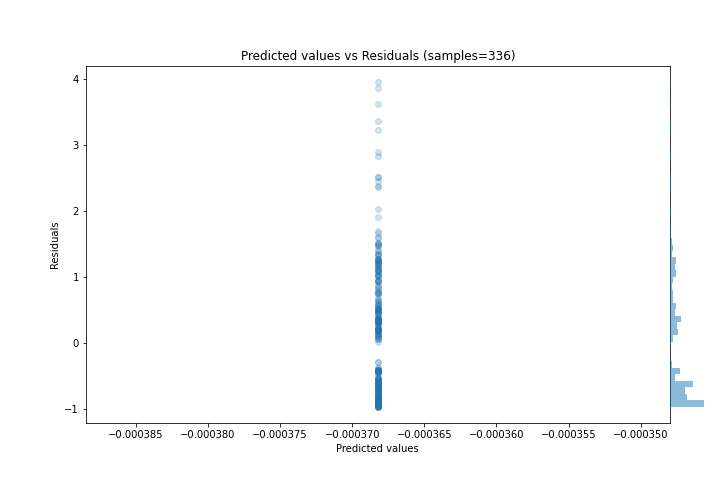 Predicted values vs Residuals (samples=336)
4
3
2
1
0
−1
Residuals
−0.000385 −0.000380 −0.000375 −0.000370 −0.000365 −0.000360 −0.000355 −0.000350
Predicted values